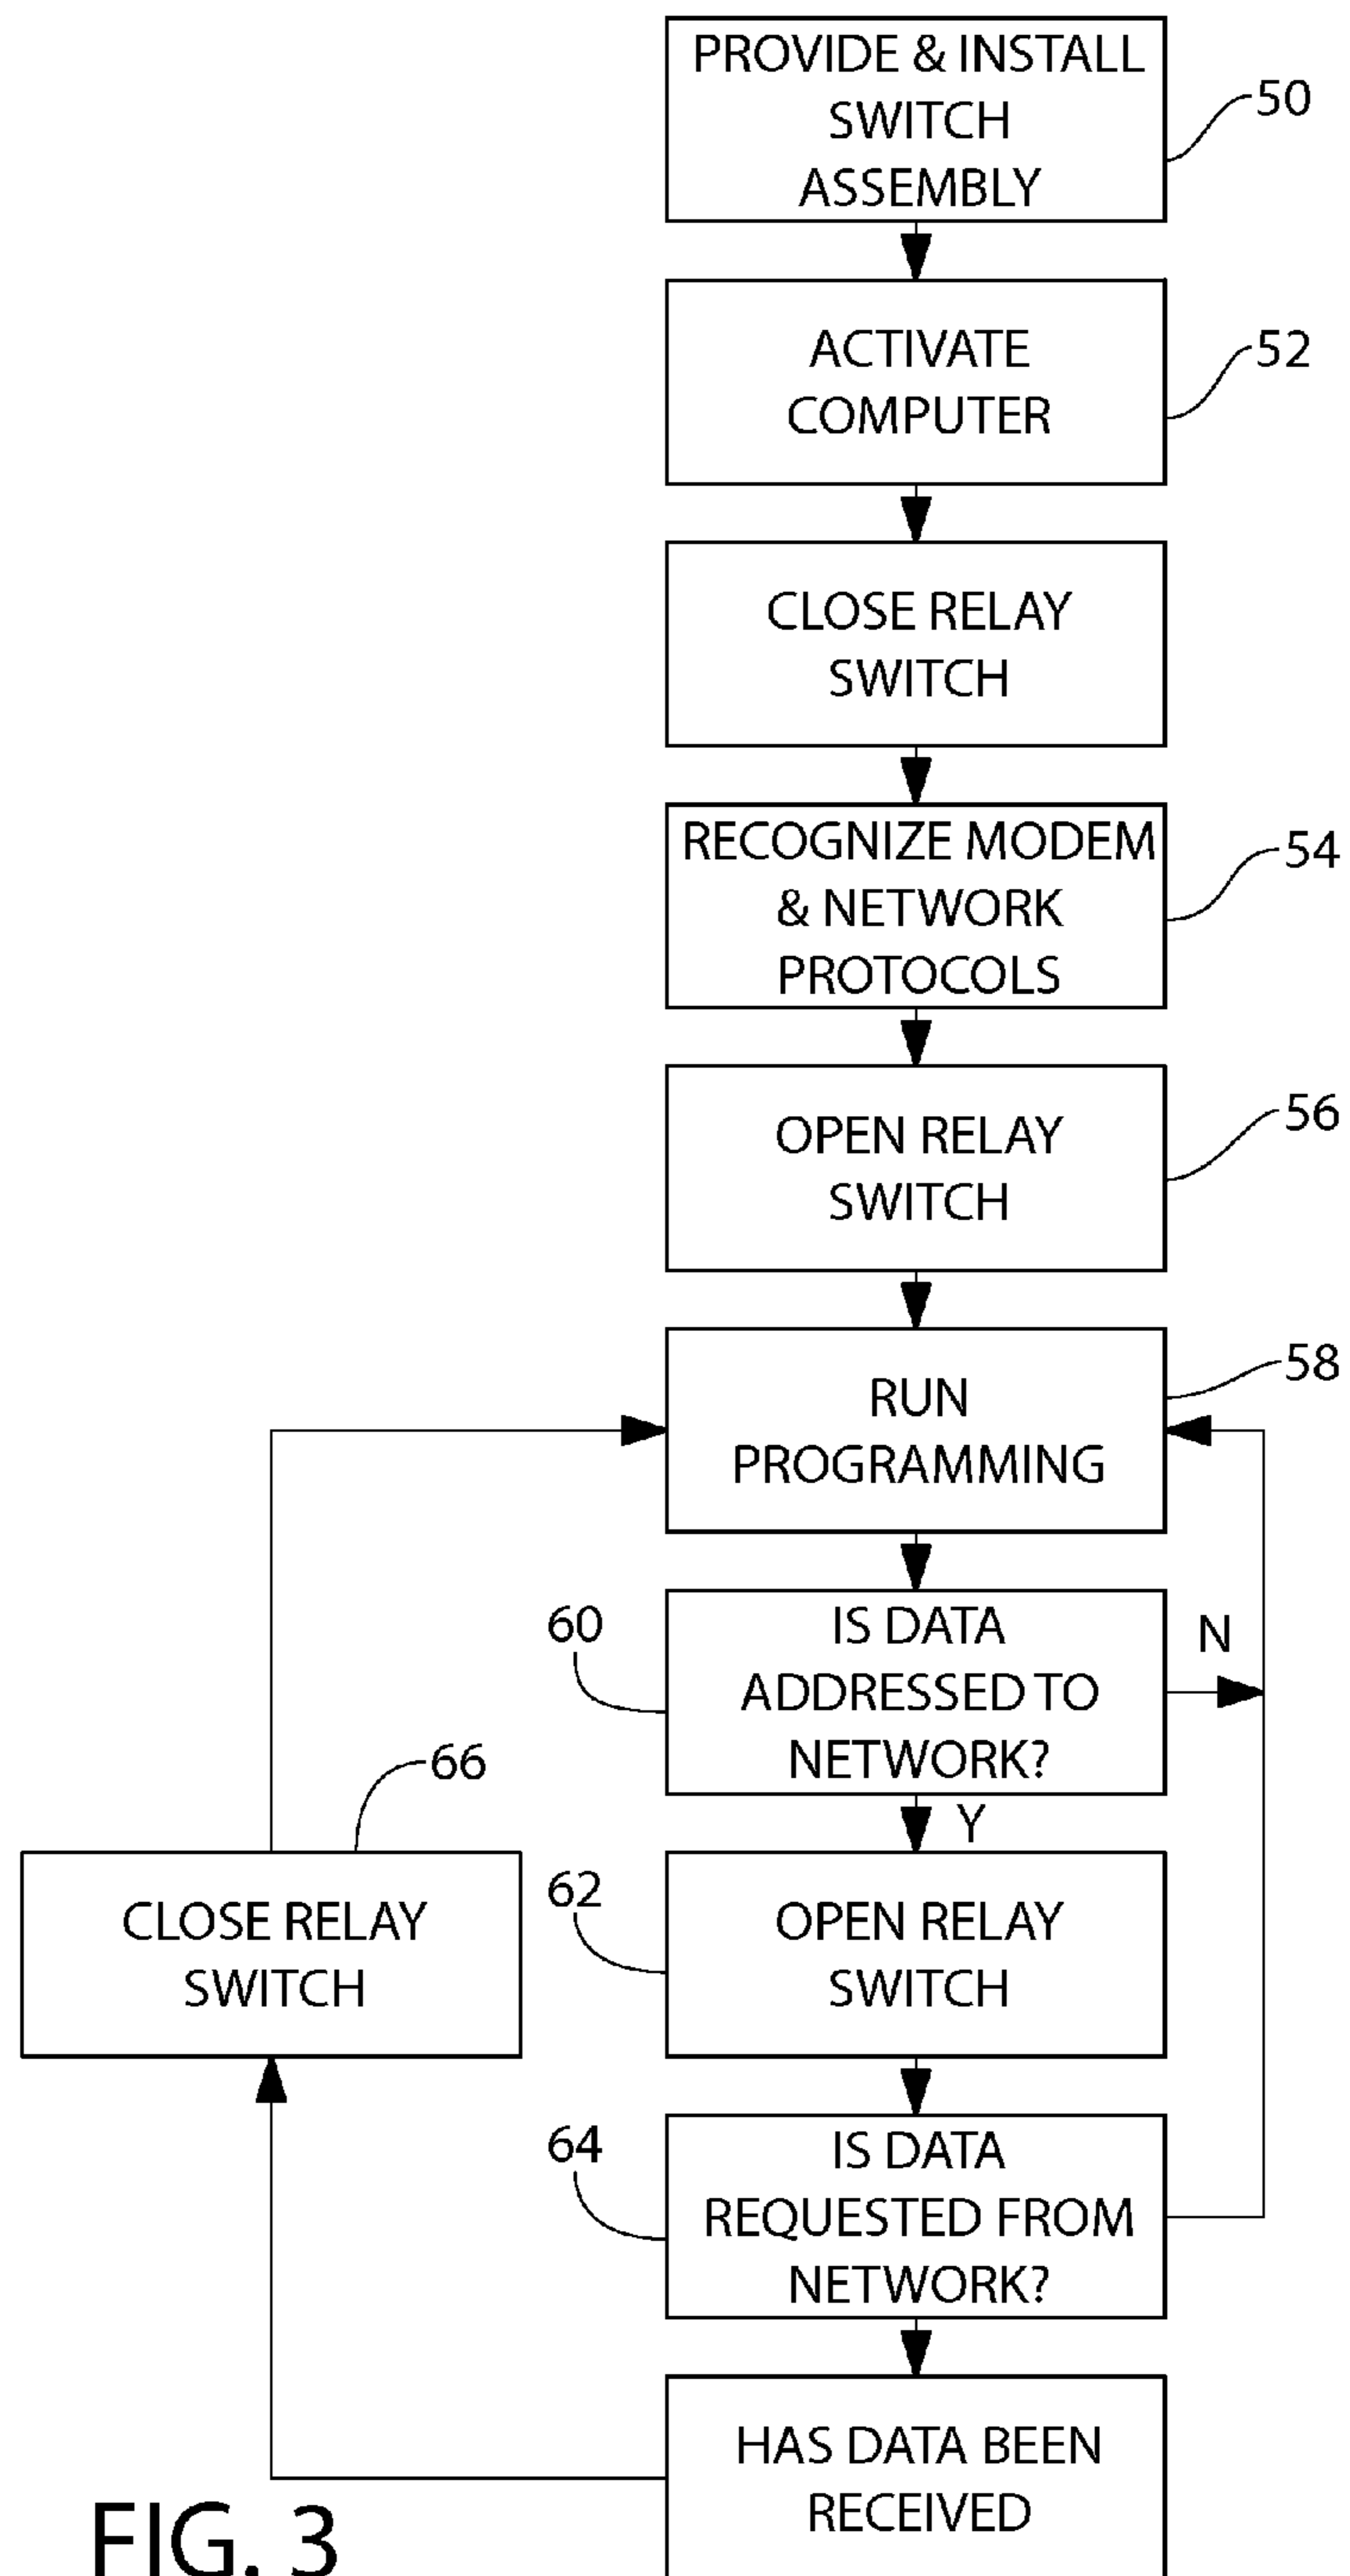 PROVIDE & INSTALL
SWITCH
ASSEMBLY
50
ACTIVATE
COMPUTER
52
CLOSE RELAY
SWITCH
RECOGNIZE MODEM
& NETWORK
PROTOCOLS
54
OPEN RELAY
SWITCH
56
RUN
PROGRAMMING
58
IS DATA
ADDRESSED TO
NETWORK?
60
N
Y
66
CLOSE RELAY
SWITCH
62
OPEN RELAY
SWITCH
64
IS DATA
REQUESTED FROM
NETWORK?
HAS DATA BEEN
RECEIVED
FIG. 3